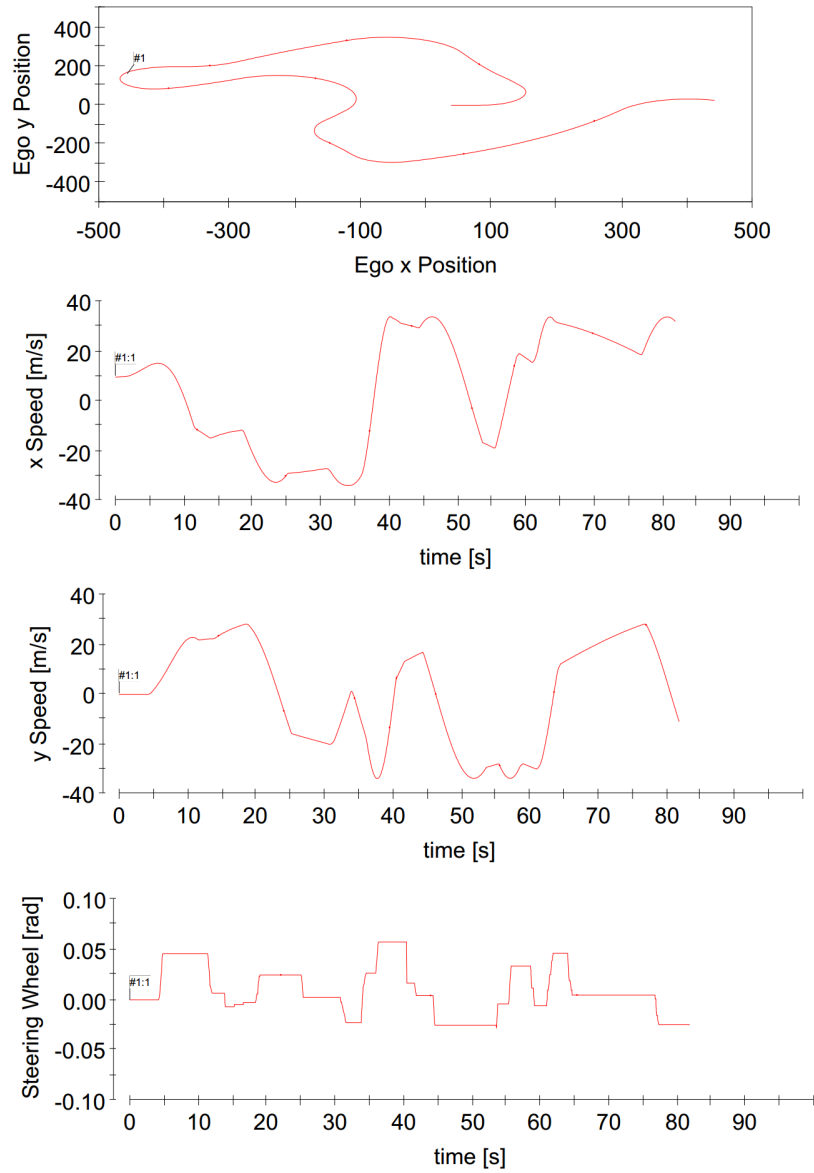 400
200
0
-200
-400
Ego y Position
#1
-500 -300 -100 100 300 500
Ego x Position
40
20
0
-20
-40
x Speed [m/s]
#1:1
0 10 20 30 40 50 60 70 80 90
time [s]
40
20
0
-20
-40
y Speed [m/s]
#1:1
0 10 20 30 40 50 60 70 80 90
time [s]
0.10
0.05
0.00
-0.05
-0.10
Steering Wheel [rad]
#1:1
0 10 20 30 40 50 60 70 80 90
time [s]